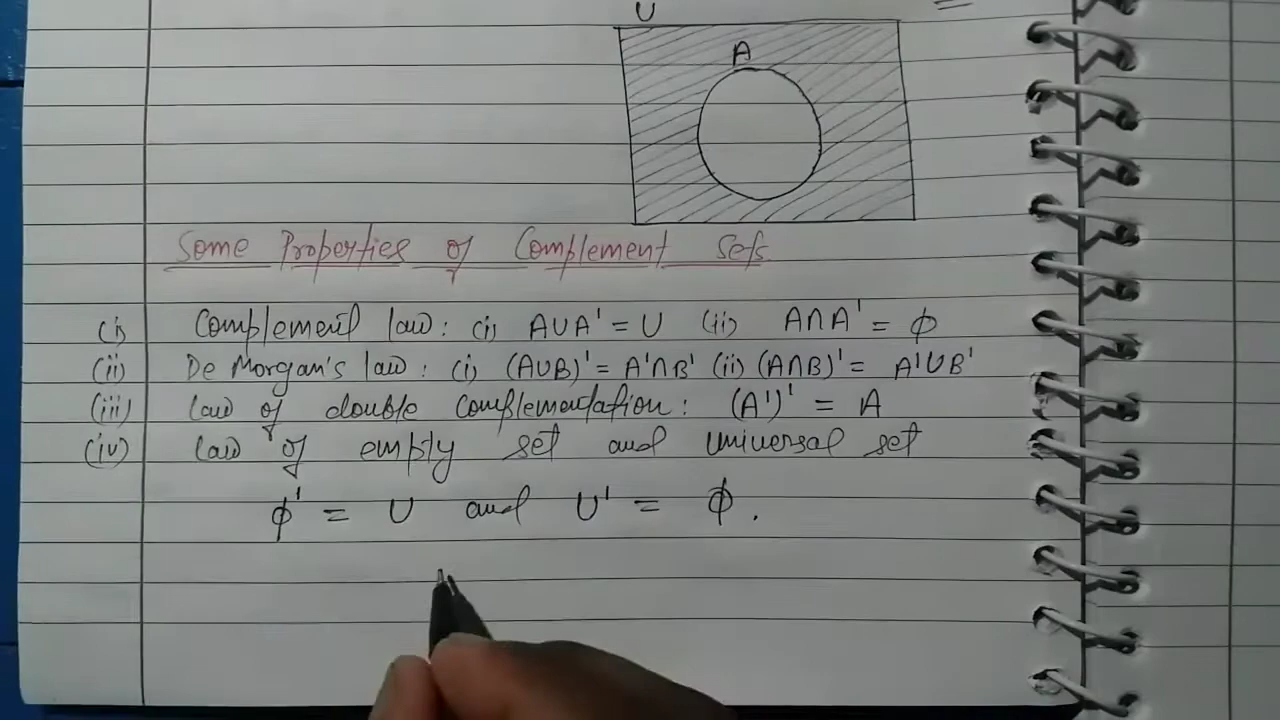 U
A
Some Properties of Complement Sets
(i) Complement law: (i) A∪A' = U (ii) A∩A' = ϕ
(ii) De Morgan's law: (i) (A∪B)' = A'∩B' (ii) (A∩B)' = A'∪B'
(iii) law of double complementation: (A')' = A
(iv) law of empty set and universal set
ϕ' = U and U' = ϕ.